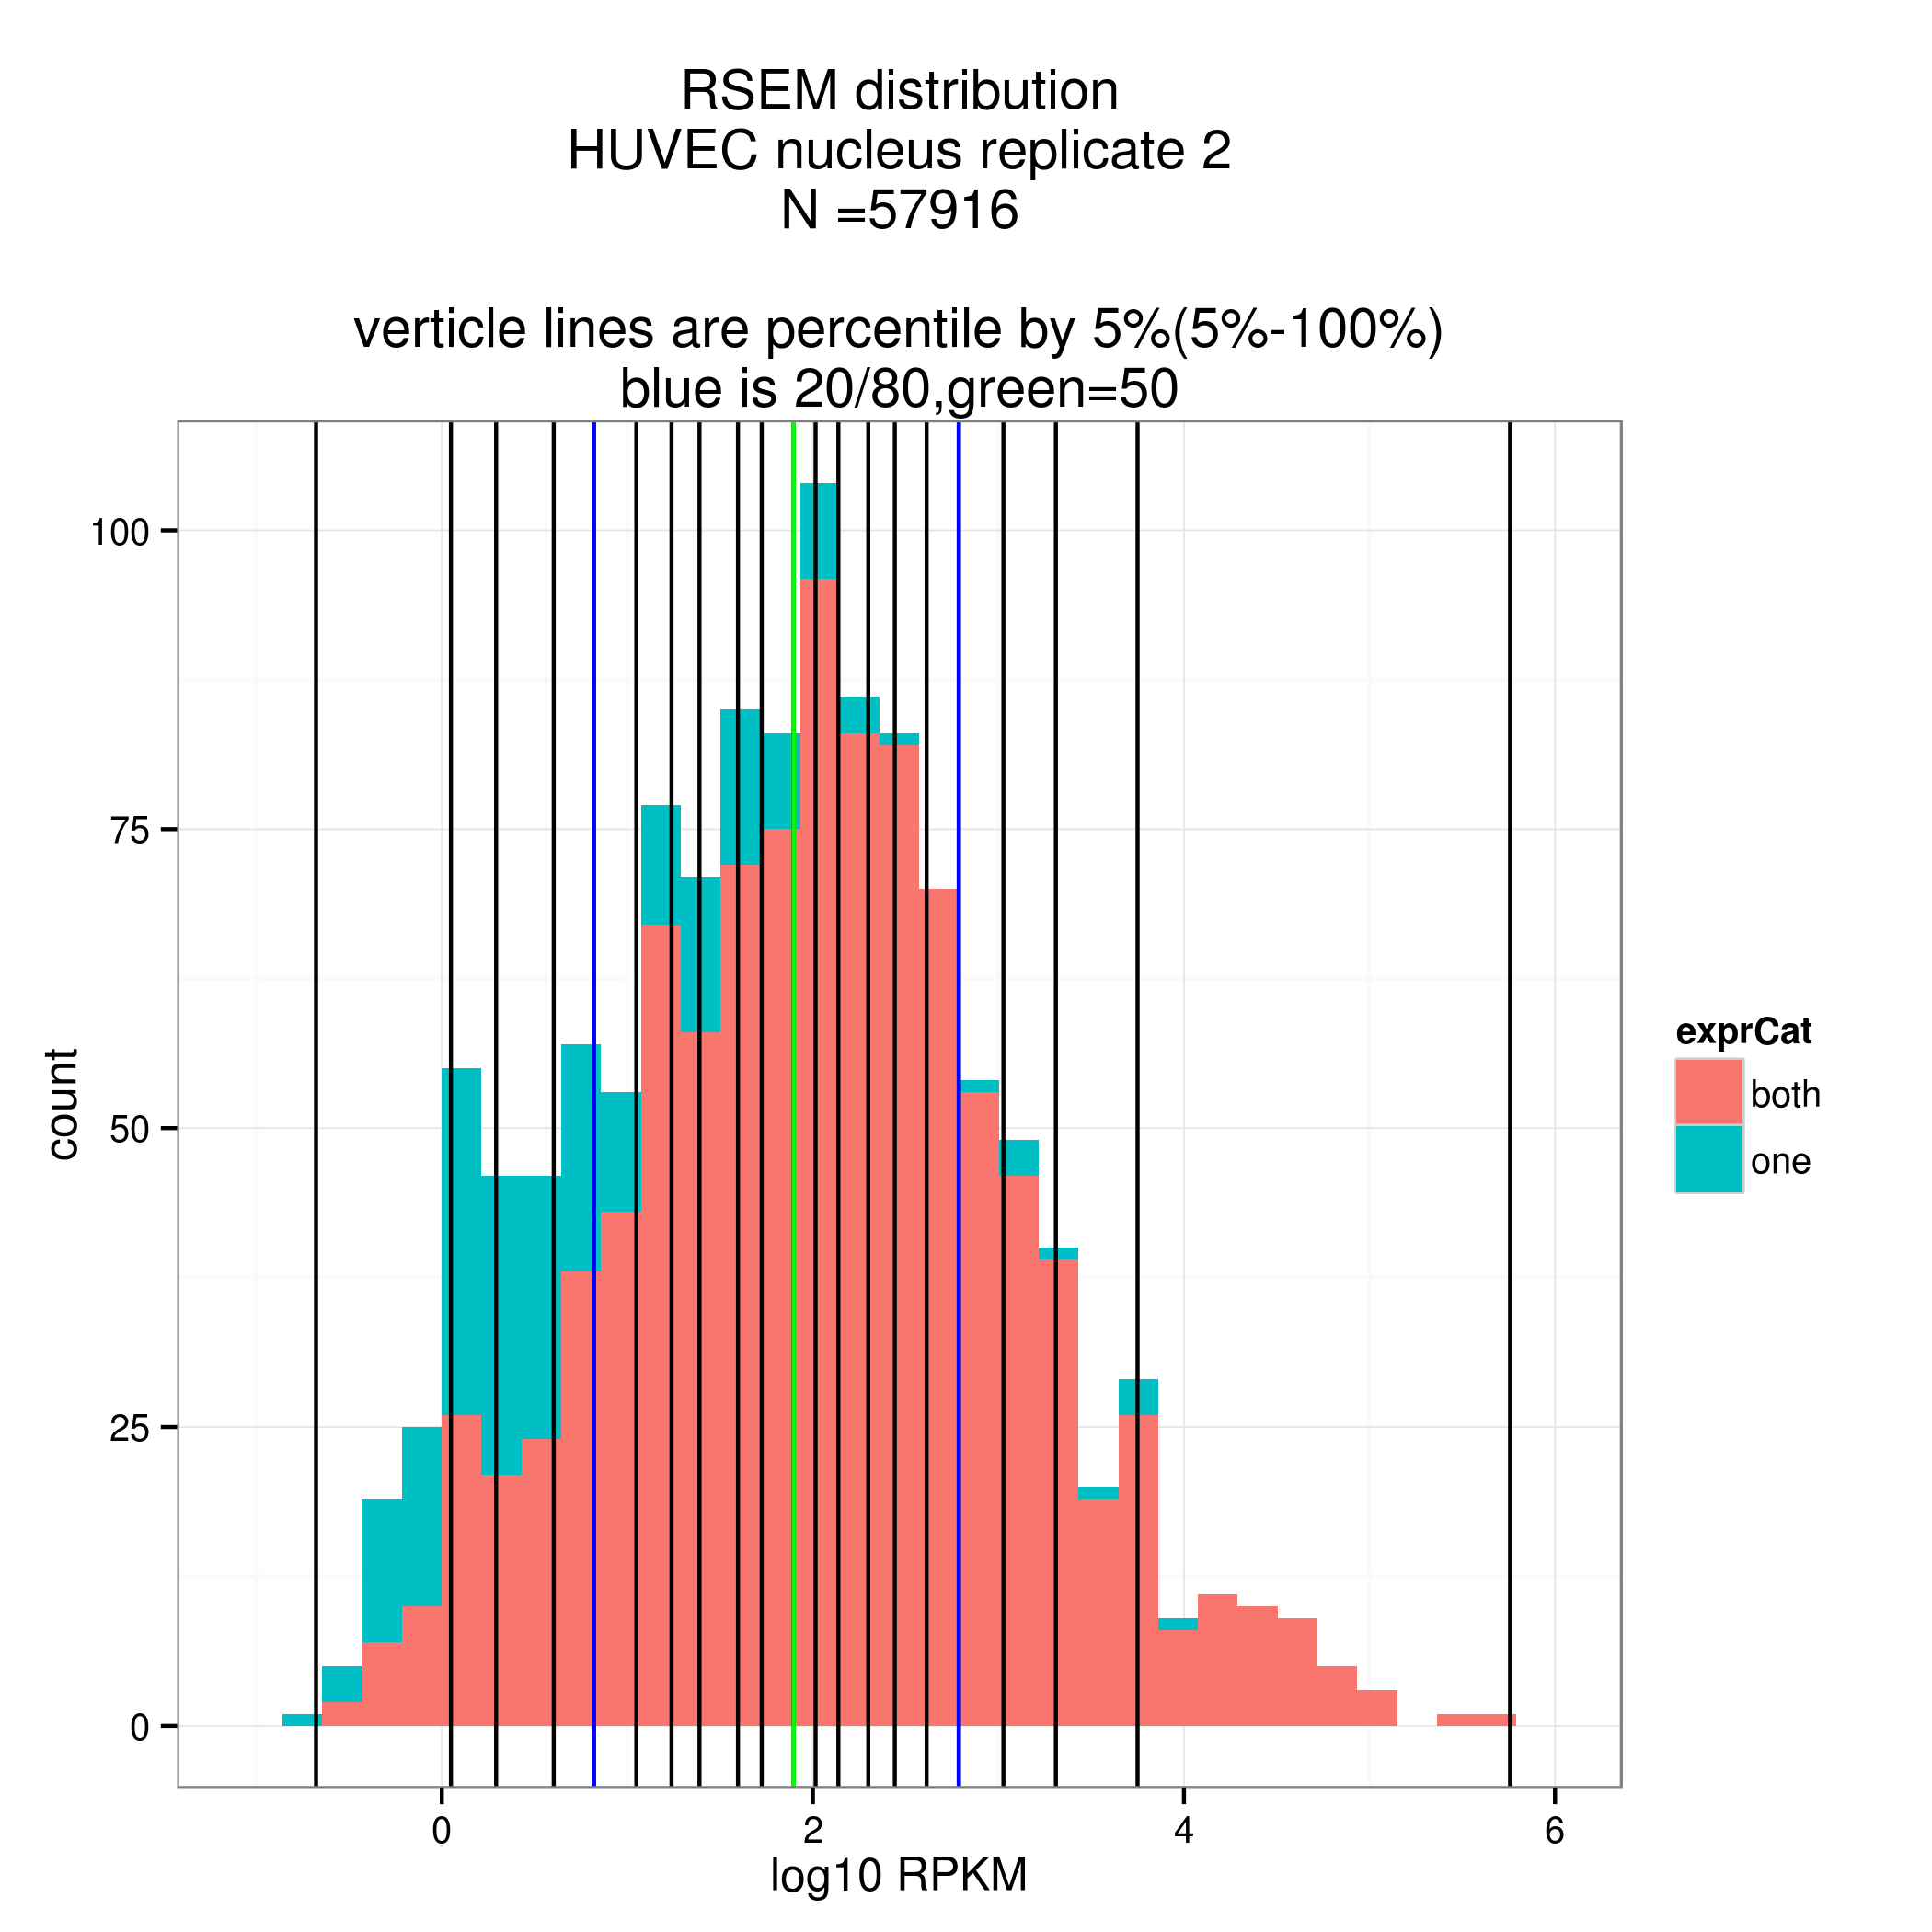 RSEM distribution
HUVEC nucleus replicate 2
N =57916
verticle lines are percentile by 5%(5%-100%)
blue is 20/80,green=50
100
75
50
25
0
count
0 2 4 6
log10 RPKM
exprCat
both
one